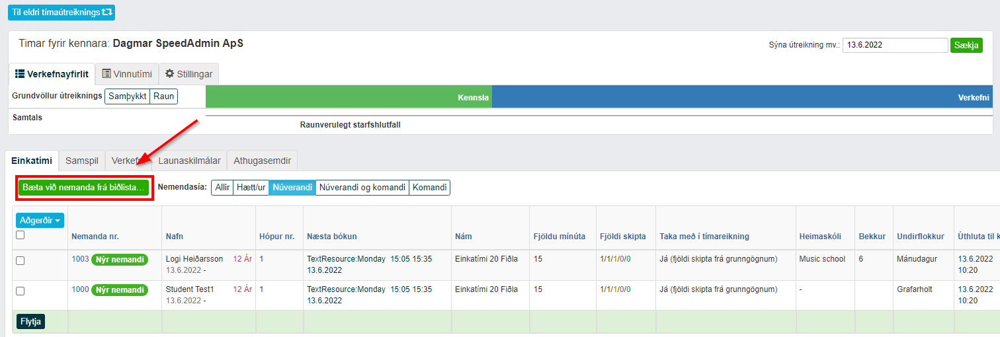 Til eldri tímaútreiknings
Timar fyrir kennara: Dagmar SpeedAdmin ApS
Sýna útreikning mv.: 13.6.2022 Sækja
Verkefnayfirlit Vinnutími Stillingar
Grundvöllur útreiknings Samþykkt Raun Kennsla Verkefni
Samtals
Raunverulegt starfshlutfall
Einkatími Samspil Launaskilmálar Athugasemdir
Bæta við nemanda frá biðlista... Nemendasía: Allir Hætt/ur Núverandi Núverandi og komandi Komandi
Aðgerðir
Nemanda nr. Nafn Hópur nr. Næsta bókun Nám Fjöldu mínúta Fjöldi skipta Taka með í tímareikning Heimaskóli Bekkur Undirflokkur Úthluta til k
1003 Nýr nemandi Logi Heiðarsson 12 Ár 1 TextResource:Monday 15:05 15:35 Einkatími 20 Fiðla 15 1/1/1/0/0 Já (fjöldi skipta frá grunngögnum) Music school 6 Mánudagur 13.6.2022
13.6.2022 - 13.6.2022 10:20
1000 Nýr nemandi Student Test1 12 Ár 1 TextResource:Monday 15:05 15:35 Einkatími 20 Fiðla 15 1/1/1/0/0 Já (fjöldi skipta frá grunngögnum) - Grafarholt 13.6.2022
13.6.2022 - 13.6.2022 10:20
Flytja